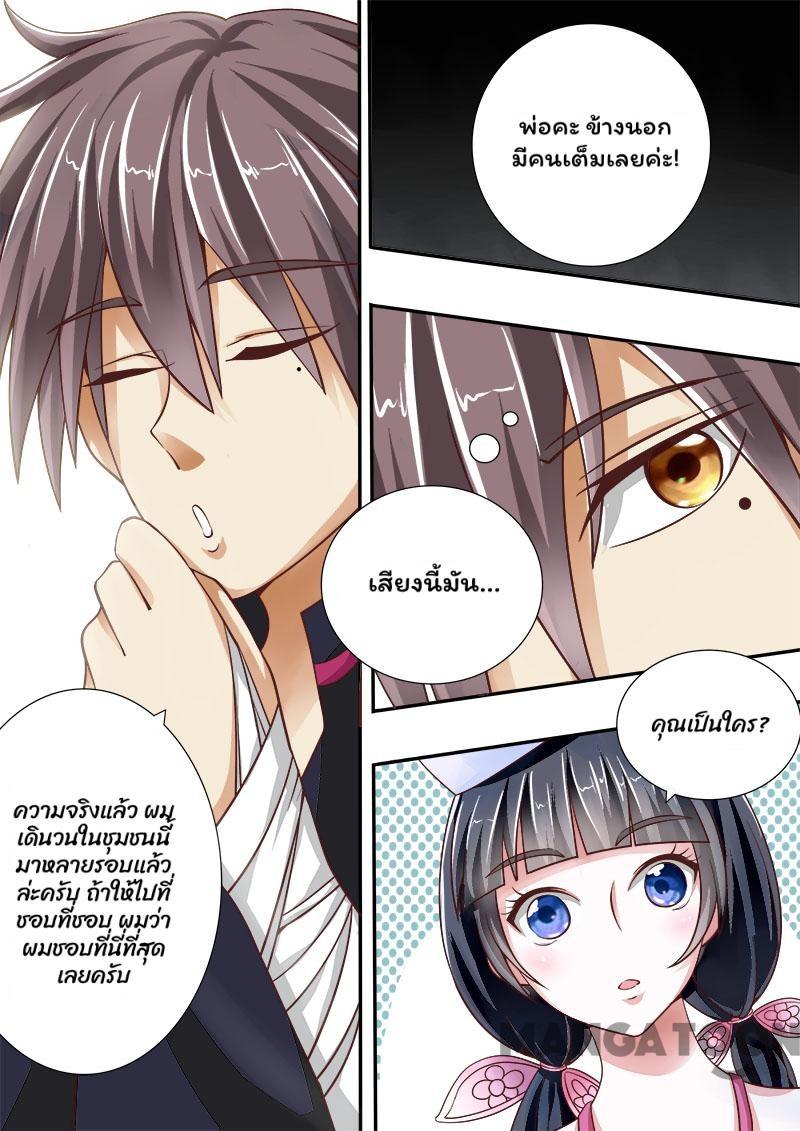 ความจริงแล้ว ผม
เดินวนในชุมชนนี้
มาหลายรอบแล้ว
ล่ะครับ ถ้าให้ไปที่
ชอบที่ชอบ ผมว่า
ผมชอบที่นี่ที่สุด
เลยครับ
พ่อคะ ข้างนอก
มีคนเต็มเลยค่ะ!
เสียงนี้มัน...
คุณเป็นใคร?
MANGATOON